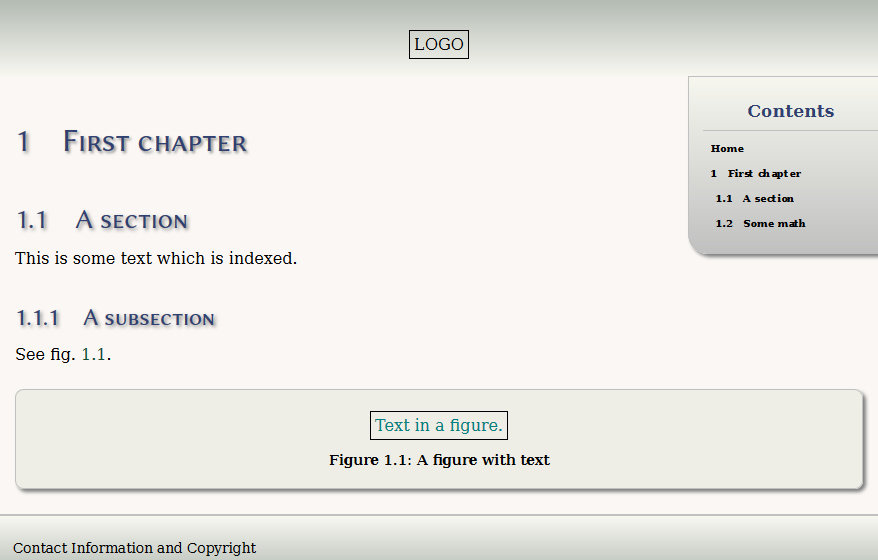 LOGO
1 First chapter
1.1 A section
This is some text which is indexed.
1.1.1 A subsection
See fig. 1.1.
Text in a figure.
Figure 1.1: A figure with text
Contents
Home
1 First chapter
1.1 A section
1.2 Some math
Contact Information and Copyright